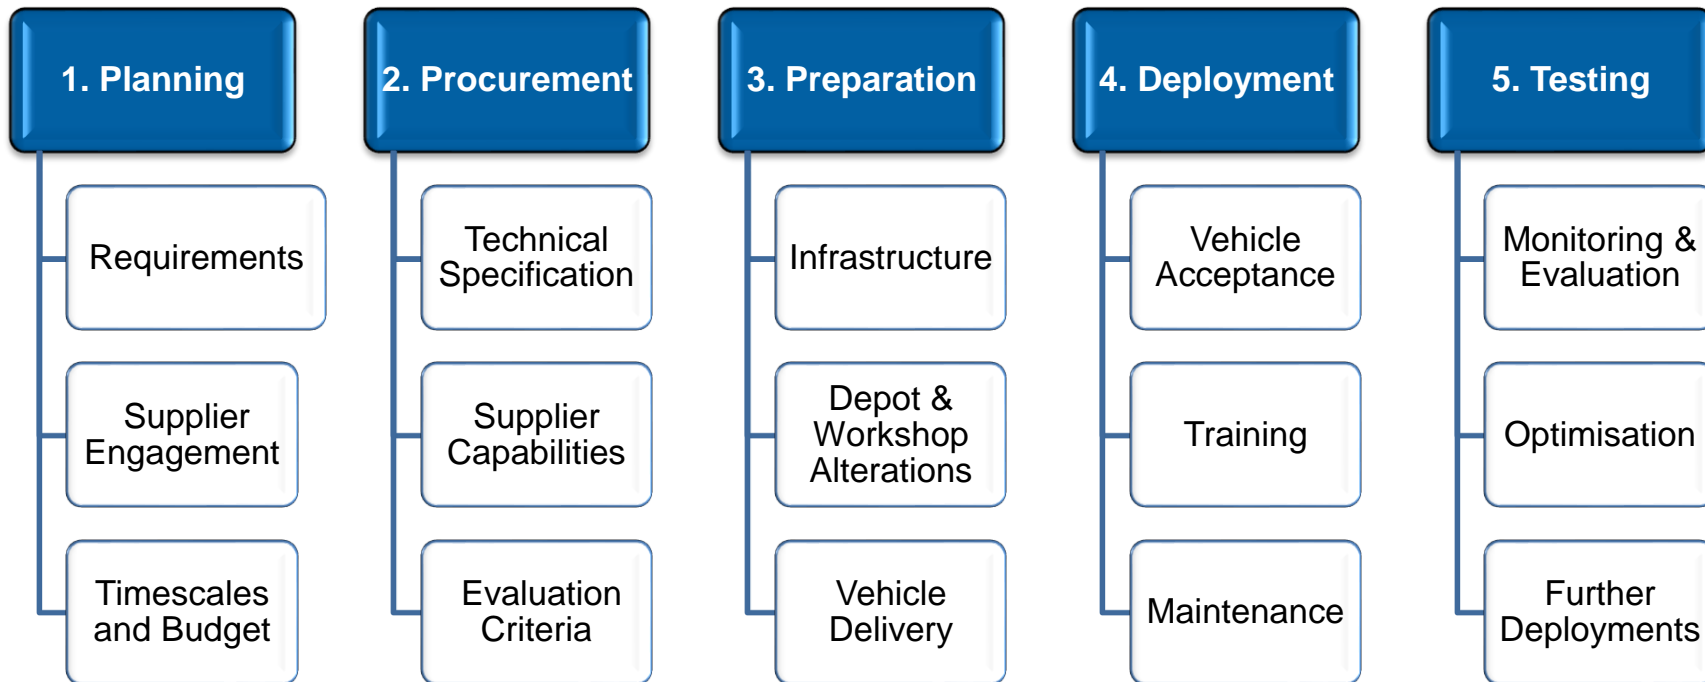 1. Planning
Requirements
Supplier
Engagement
Timescales
and Budget
2. Procurement
Technical
Specification
Supplier
Capabilities
Evaluation
Criteria
3. Preparation
Infrastructure
Depot &
Workshop
Alterations
Vehicle
Delivery
4. Deployment
Vehicle
Acceptance
Training
Maintenance
5. Testing
Monitoring &
Evaluation
Optimisation
Further
Deployments